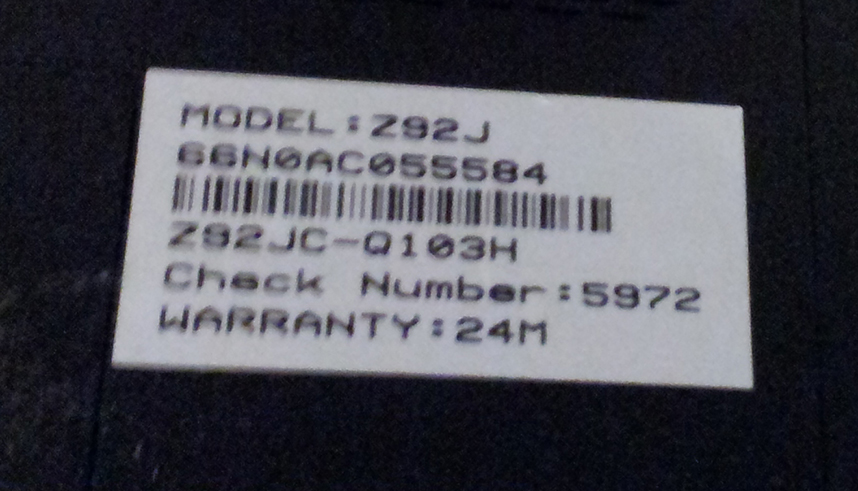 MODEL:Z92J
66N0AC055584
Z92JC-Q103H
Check Number:5972
WARRANTY:24M